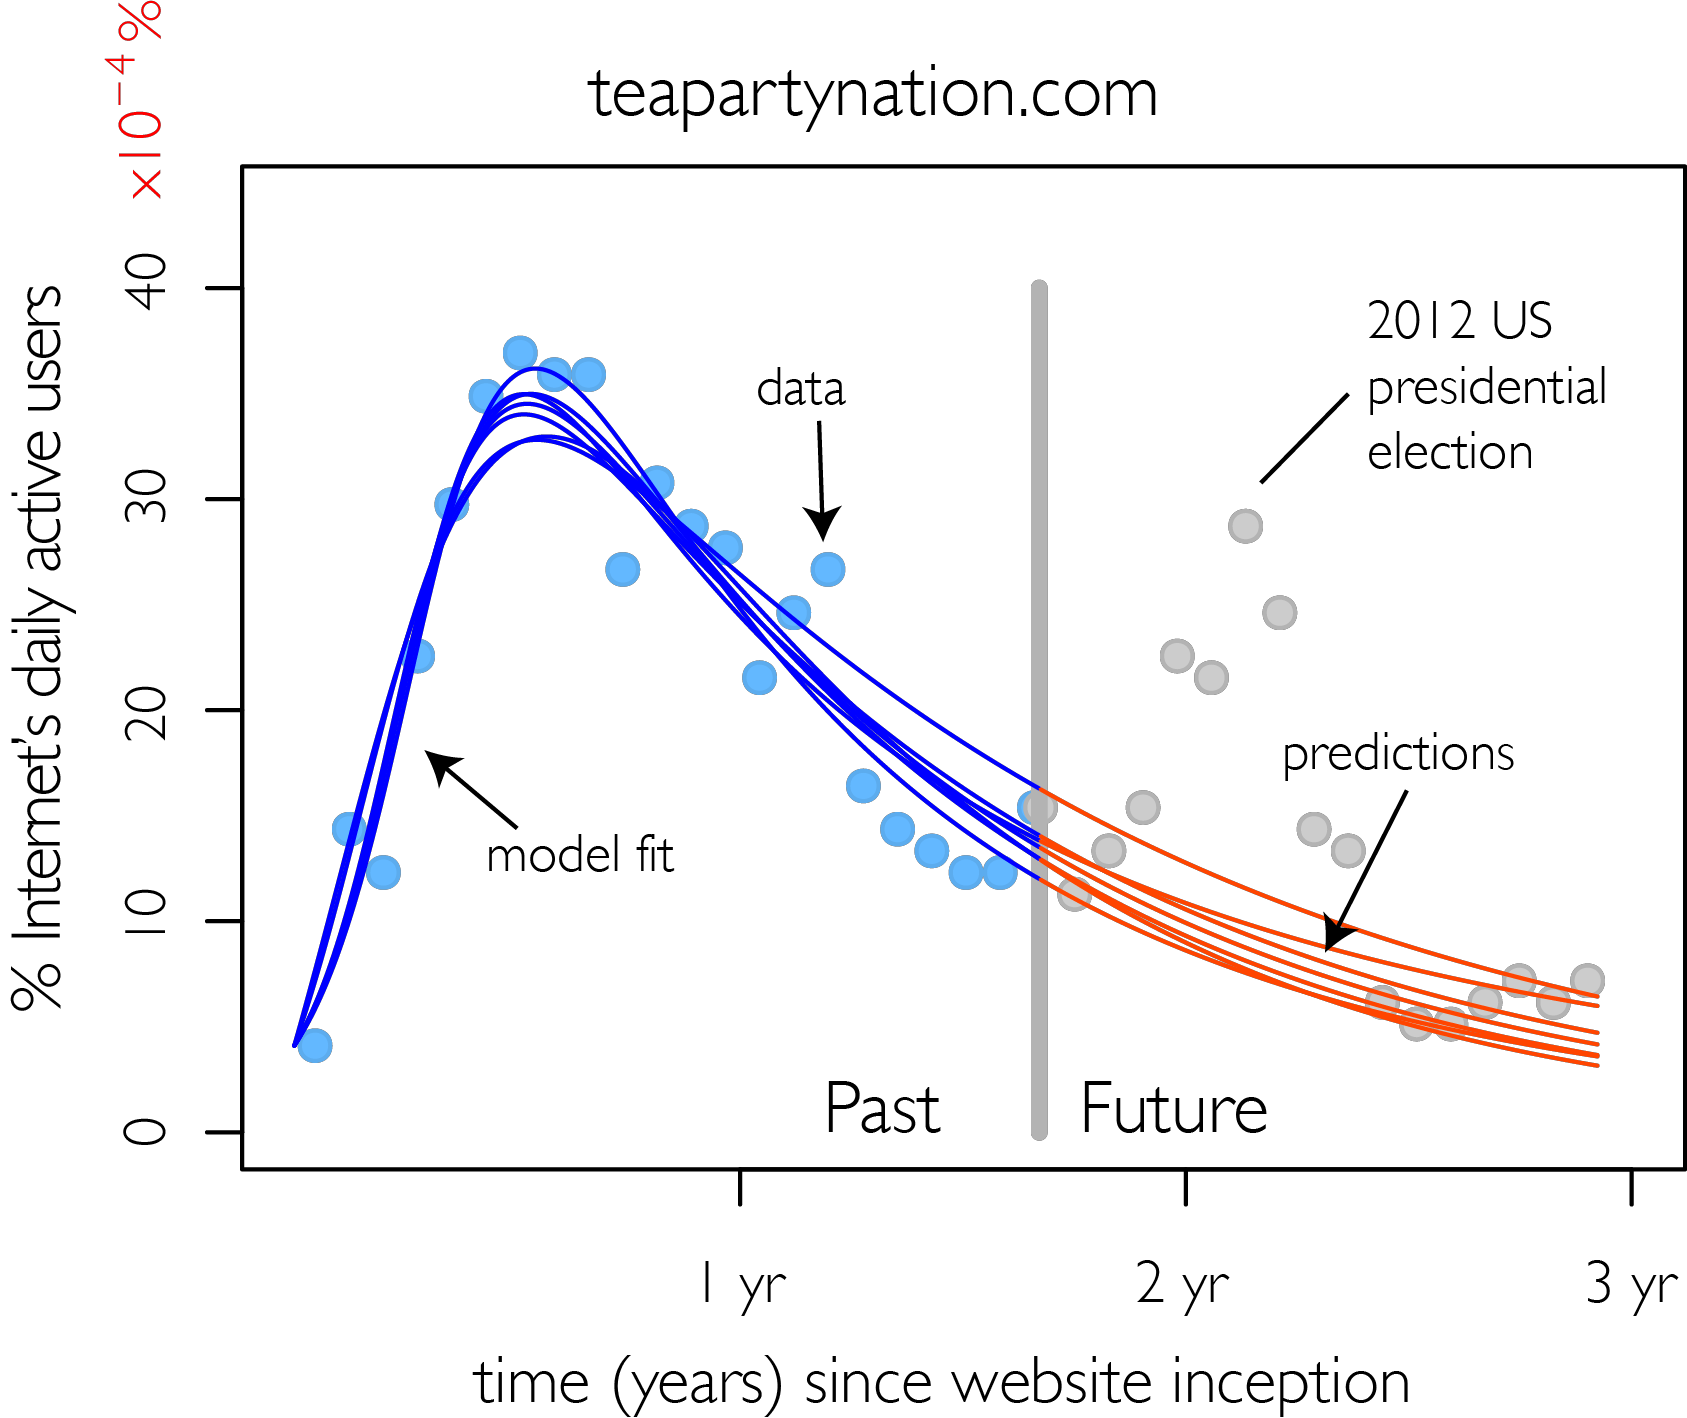 x10⁻⁴%
teapartynation.com
% Internet's daily active users
40
30
20
10
0
data
2012 US
presidential
election
predictions
model fit
Past
Future
1 yr
2 yr
3 yr
time (years) since website inception